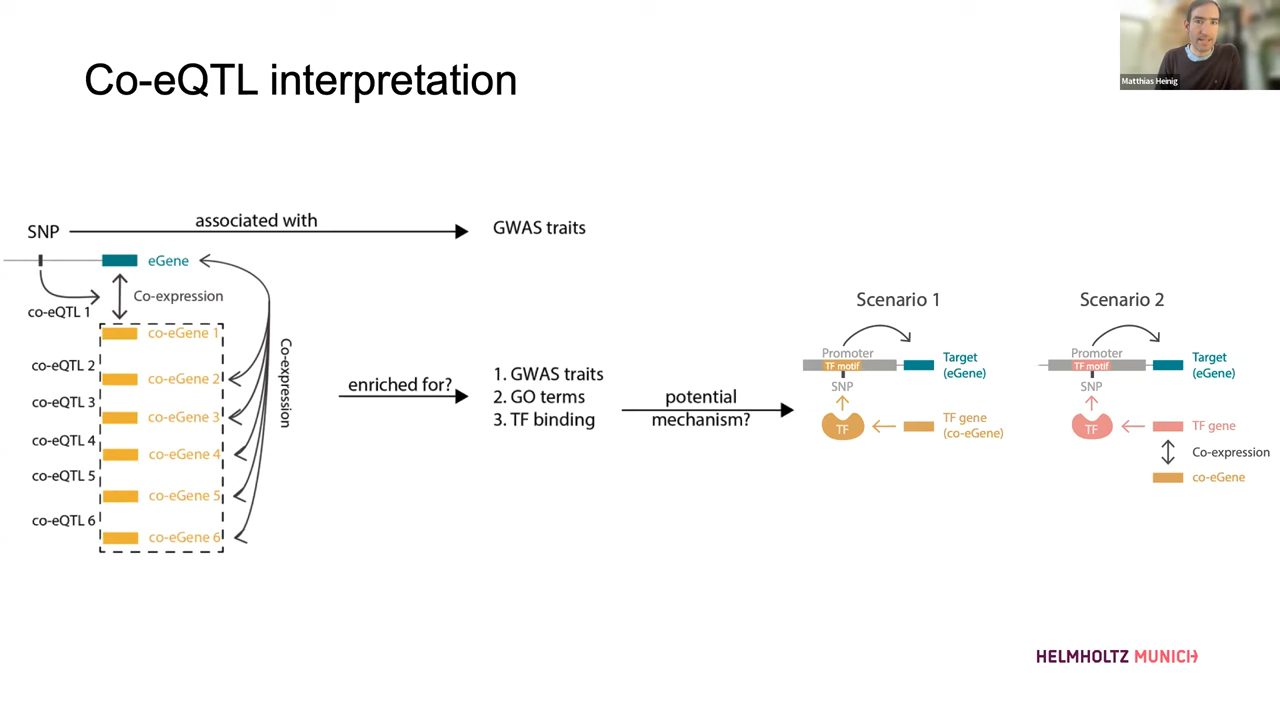 Co-eQTL interpretation
Matthias Heinig
SNP
associated with
GWAS traits
eGene
Co-expression
co-eQTL 1
co-eGene 1
co-eQTL 2
co-eGene 2
co-eQTL 3
co-eGene 3
co-eQTL 4
co-eGene 4
co-eQTL 5
co-eGene 5
co-eQTL 6
co-eGene 6
Co-expression
enriched for?
1. GWAS traits
2. GO terms
3. TF binding
potential
mechanism?
Scenario 1
Promoter
TF motif
SNP
Target
(eGene)
TF
TF gene
(co-eGene)
Scenario 2
Promoter
TF motif
SNP
Target
(eGene)
TF
TF gene
Co-expression
co-eGene
HELMHOLTZ MUNICH